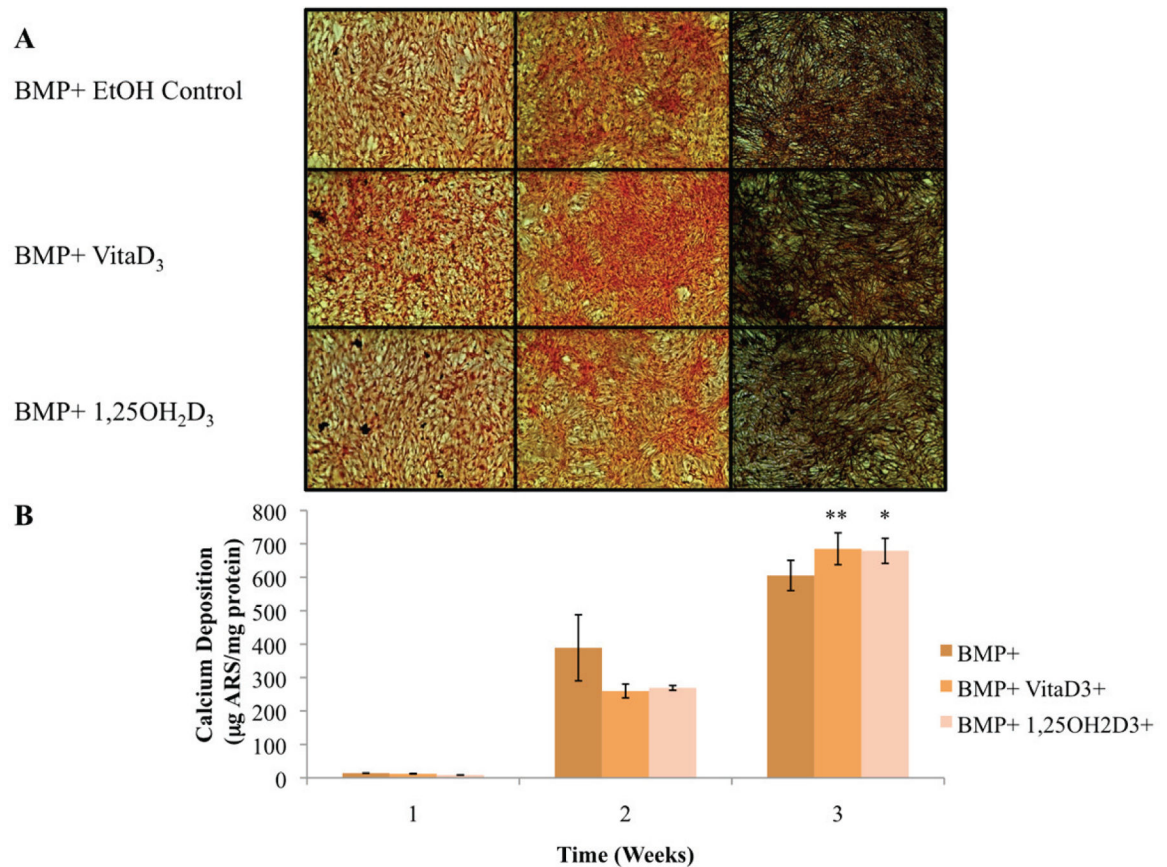 A
BMP+ EtOH Control
BMP+ VitaD₃
BMP+ 1,25OH₂D₃
B
Calcium Deposition
(µg ARS/mg protein)
800
700
600
500
400
300
200
100
0
** *
1 2 3
Time (Weeks)
BMP+
BMP+ VitaD3+
BMP+ 1,25OH2D3+